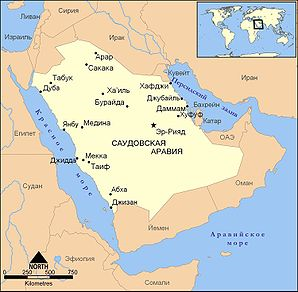 Сирия
Ирак
Израиль
Иран
Арар
Сакака
Иордания
Табук
Дуба
Кувейт
Хафджи
Ха'иль
Бурайда
Джубайль
Даммам
Хуфуф
Персидский залив
Бахрейн
Катар
Египет
Красное море
Янбу
Медина
Эр-Рияд
ОАЭ
САУДОВСКАЯ
АРАВИЯ
Джидда
Мекка
Таиф
Оман
Судан
Абха
Джизан
Йемен
Аравийское
море
Эфиопия
Сомали
NORTH
0 250 500 750
Kilometres